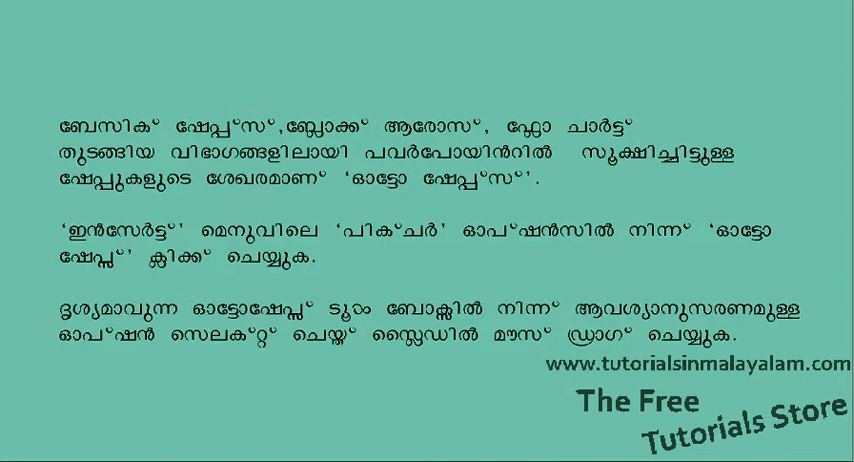 ബേസിക് ഷേപ്പ്സ്,ബ്ലോക്ക് ആരോസ്, ഫ്ലോ ചാർട്ട്
തുടങ്ങിയ വിഭാഗങ്ങളിലായി പവർപോയിൻറിൽ സൂക്ഷിച്ചിട്ടുള്ള
ഷേപ്പുകളുടെ ശേഖരമാണ് ‘ഓട്ടോ ഷേപ്പ്സ്’.
‘ഇൻസേർട്ട്’ മെനുവിലെ ‘പിക്ചർ’ ഓപ്ഷൻസിൽ നിന്ന് ‘ഓട്ടോ
ഷേപ്സ്’ ക്ലിക്ക് ചെയ്യുക.
ദൃശ്യമാവുന്ന ഓട്ടോഷേപ്സ് ടൂൾ ബോക്സിൽ നിന്ന് ആവശ്യാനുസരണമുള്ള
ഓപ്ഷൻ സെലക്റ്റ് ചെയ്ത് സ്ലൈഡിൽ മൗസ് ഡ്രാഗ് ചെയ്യുക.
www.tutorialsinmalayalam.com
The Free
Tutorials Store